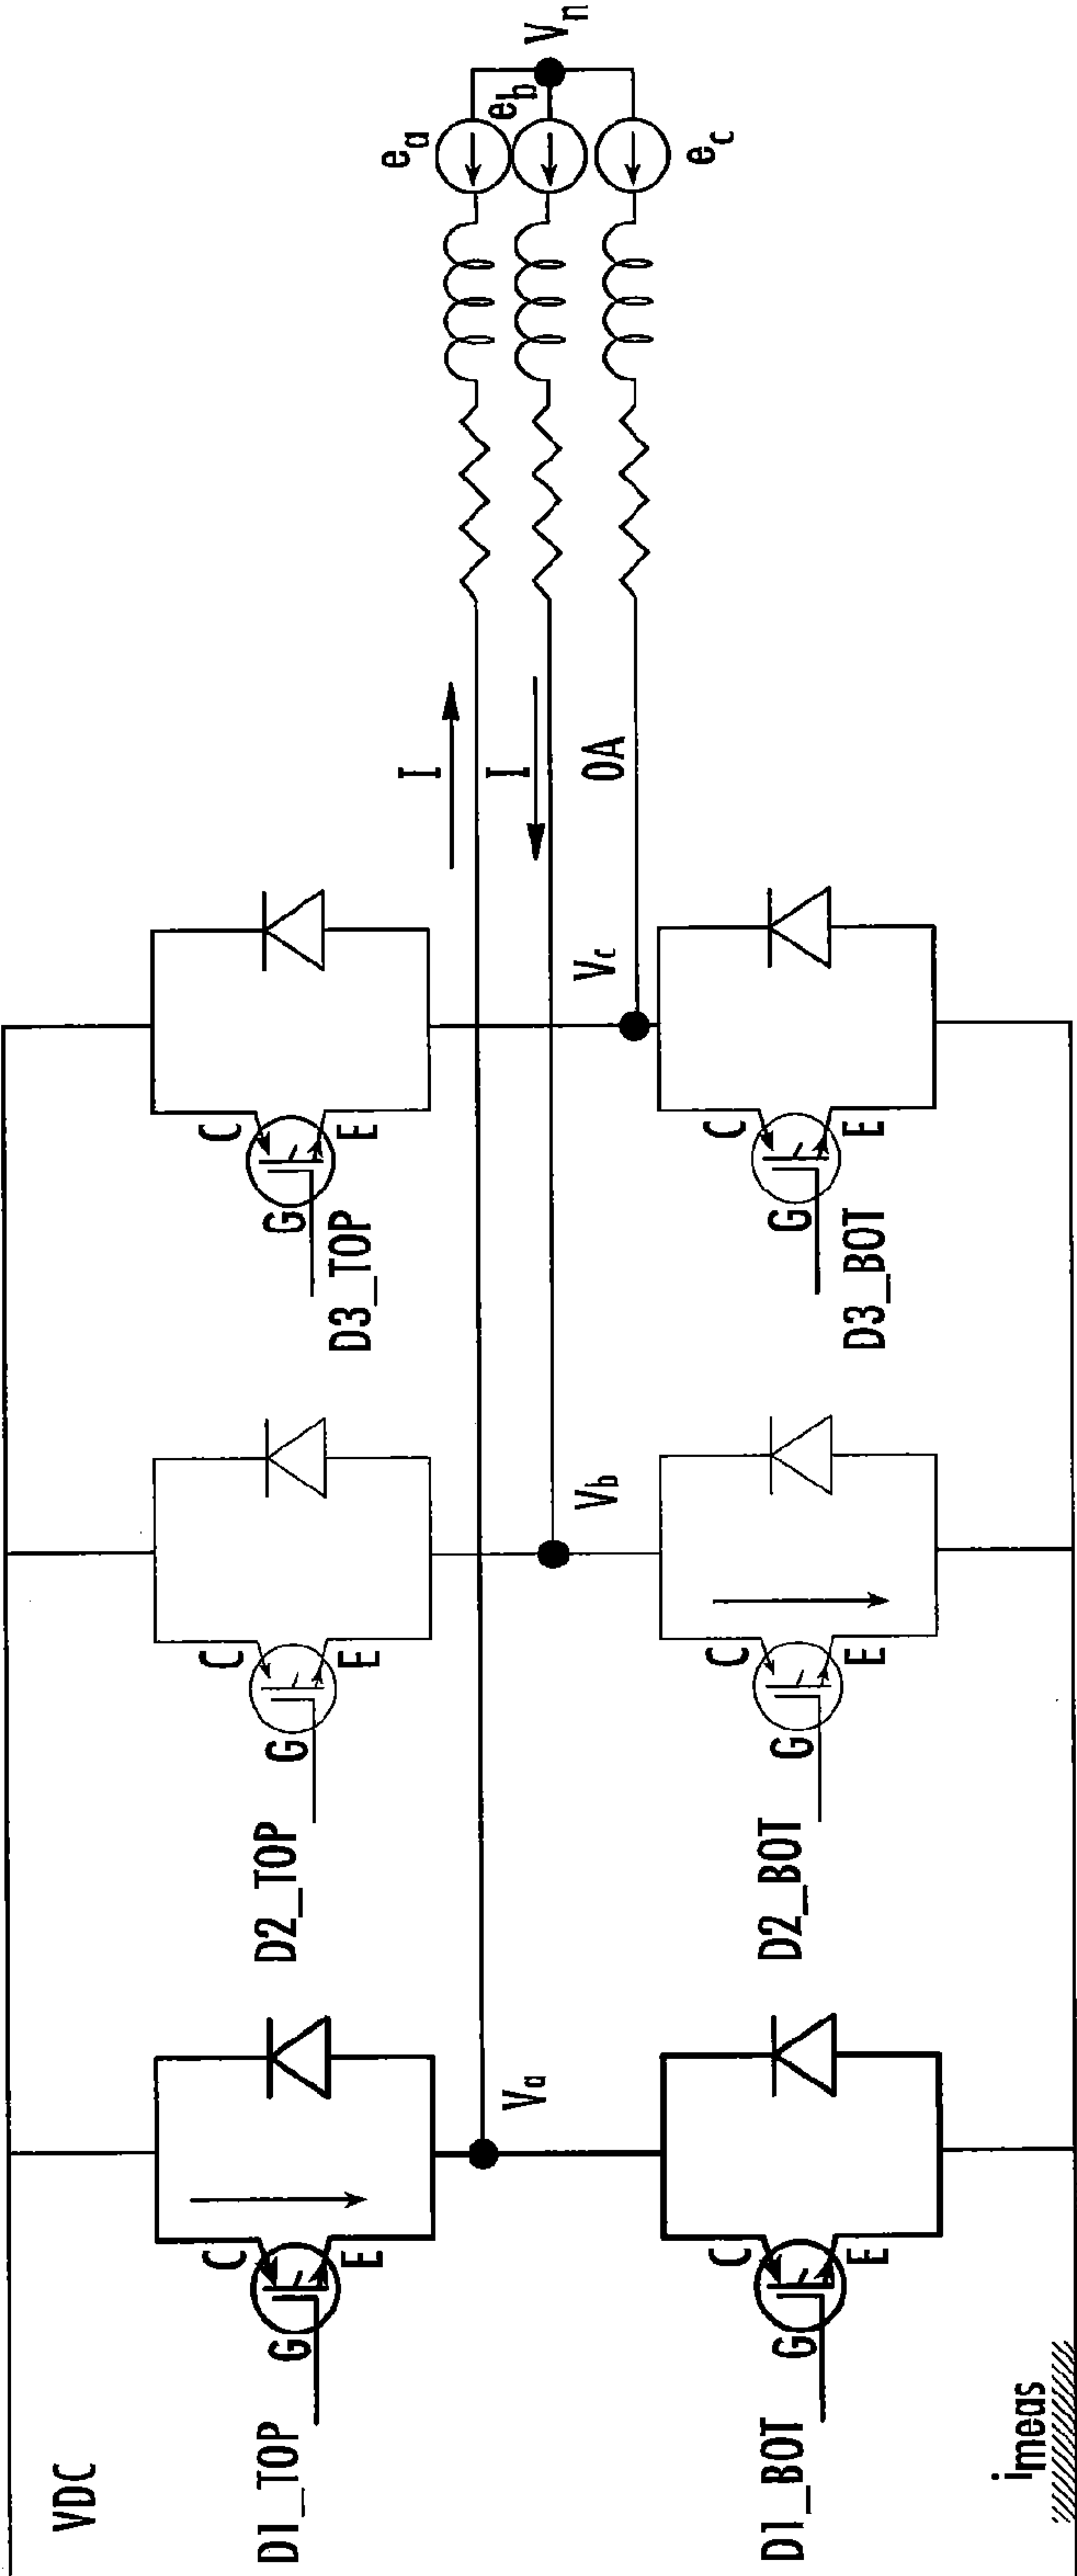 VDC
D1_TOP
G
C
E
D2_TOP
G
C
E
D3_TOP
G
C
E
Va
Vb
Vc
I
I
0A
ea
eb
ec
Vn
D1_BOT
G
C
E
D2_BOT
G
C
E
D3_BOT
G
C
E
imeas